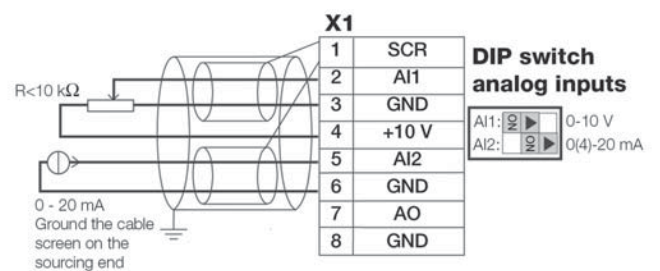 X1
1 SCR
2 AI1
3 GND
4 +10 V
5 AI2
6 GND
7 AO
8 GND
R<10 kΩ
0 - 20 mA
Ground the cable
screen on the
sourcing end
DIP switch
analog inputs
AI1: ON 0-10 V
AI2: ON 0(4)-20 mA